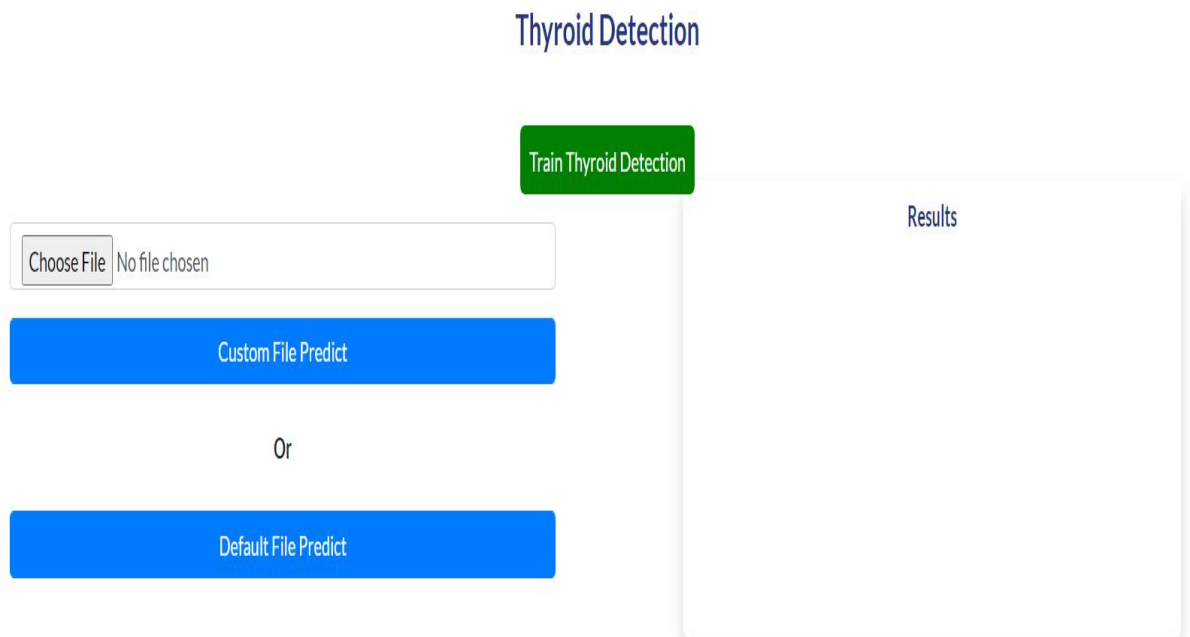 Thyroid Detection
Train Thyroid Detection
Results
Choose File No file chosen
Custom File Predict
Or
Default File Predict